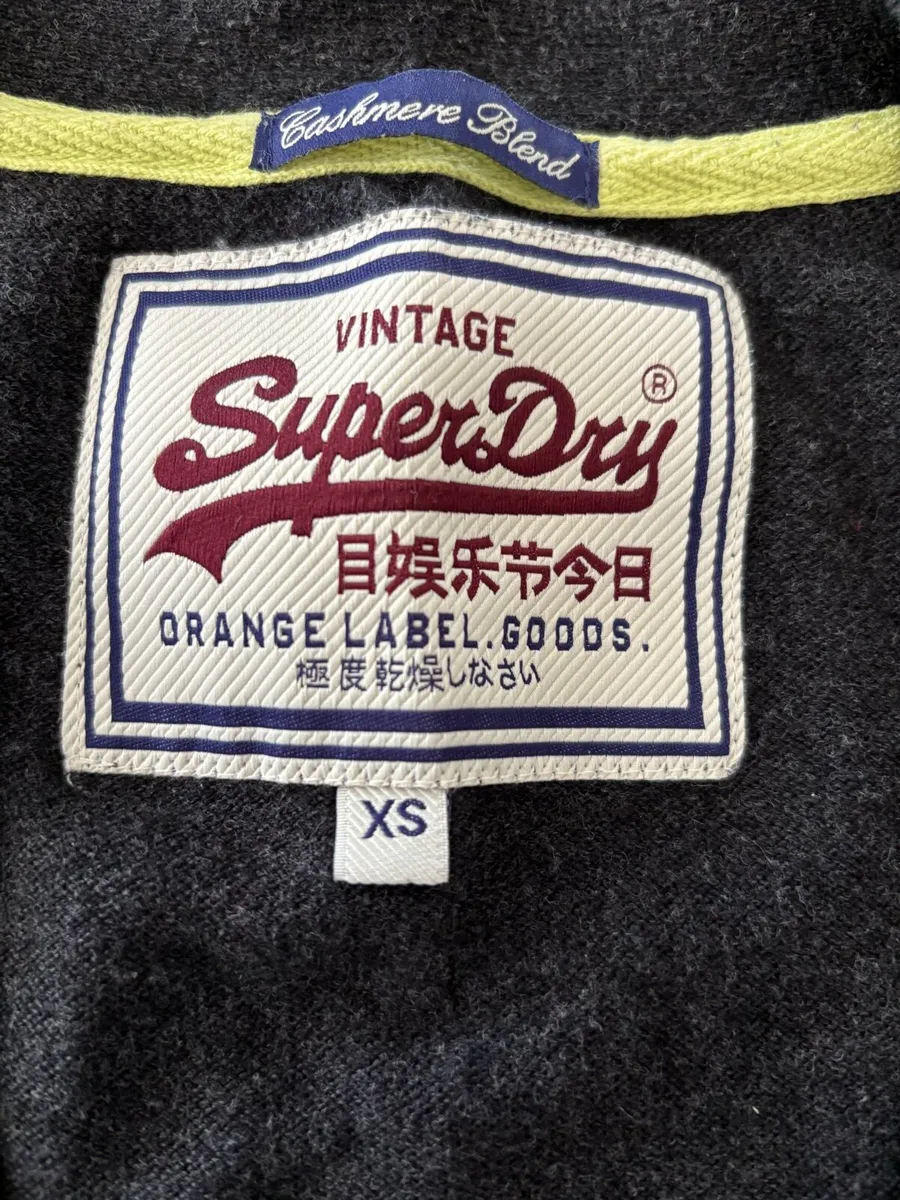 Cashmere Blend
VINTAGE
SuperDry ®
目娱乐节今日
ORANGE LABEL.GOODS.
極度乾燥しなさい
XS